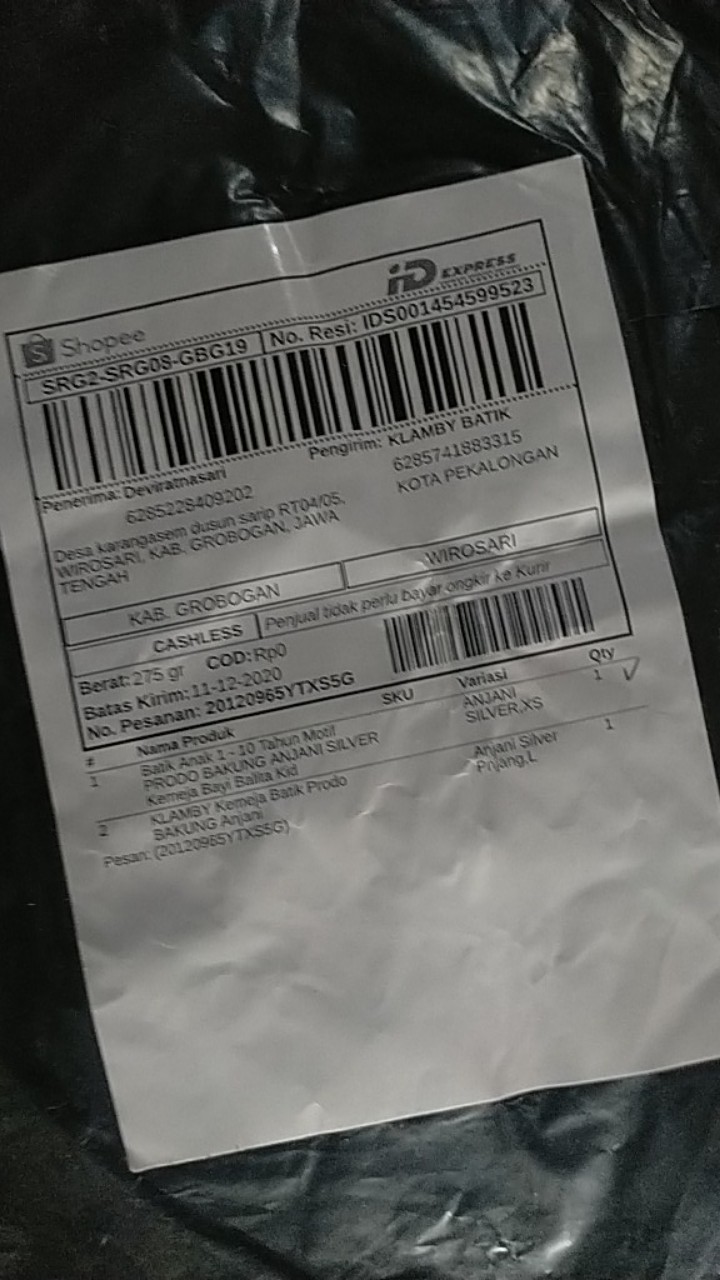 iD EXPRESS
Shopee
SRG2-SRG08-GBG19 No. Resi: IDS001454599523
Penerima: Deviratnasari
6285228409202
Desa karangasem dusun sarip RT04/05,
WIROSARI, KAB. GROBOGAN, JAWA
TENGAH
Pengirim: KLAMBY BATIK
6285741883315
KOTA PEKALONGAN
KAB. GROBOGAN WIROSARI
CASHLESS Penjual tidak perlu bayar ongkir ke Kurir
Berat: 275 gr COD: Rp0
Batas Kirim: 11-12-2020
No. Pesanan: 20120965YTXS5G
# Nama Produk SKU Variasi Qty
1 Batik Anak 1 - 10 Tahun Motif ANJANI 1
PRODO BAKUNG ANJANI SILVER SILVER,XS
Kemeja Bayi Balita Kid
2 KLAMBY Kemeja Batik Prodo Anjani Silver 1
BAKUNG Anjani Pnjang,L
Pesan: (20120965YTXS5G)